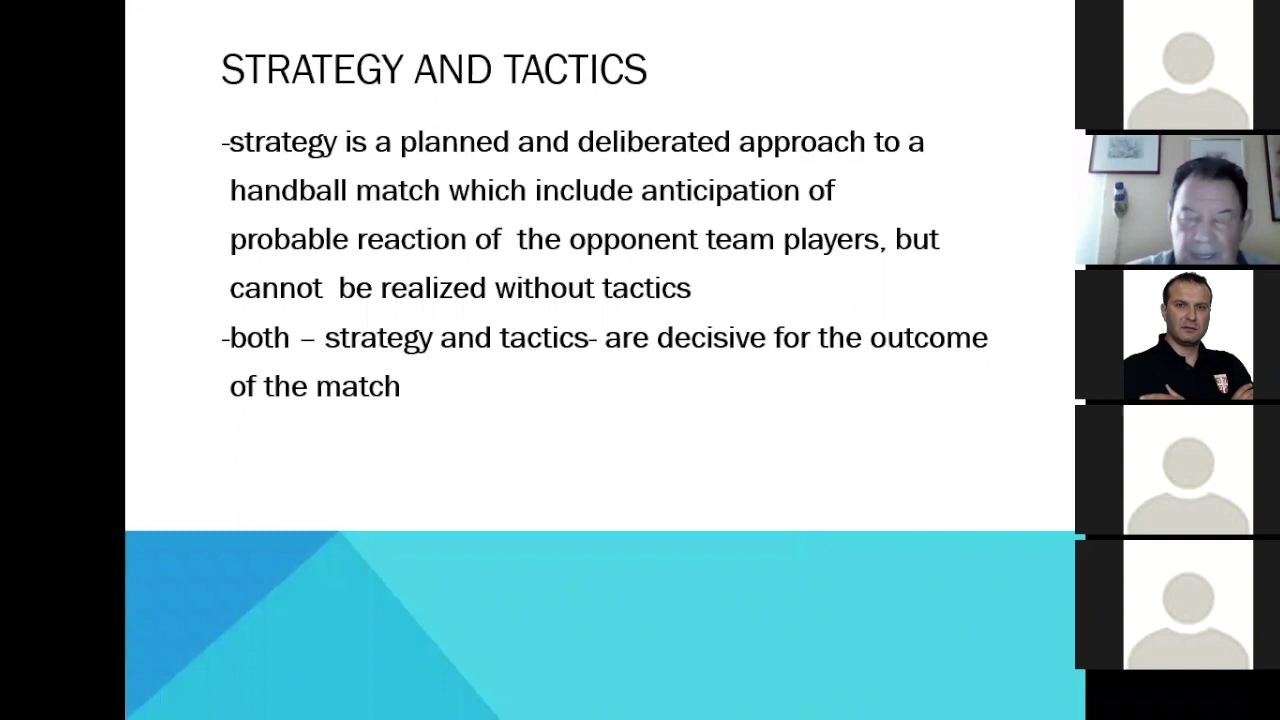 STRATEGY AND TACTICS
-strategy is a planned and deliberated approach to a
handball match which include anticipation of
probable reaction of  the opponent team players, but
cannot  be realized without tactics
-both – strategy and tactics- are decisive for the outcome
of the match